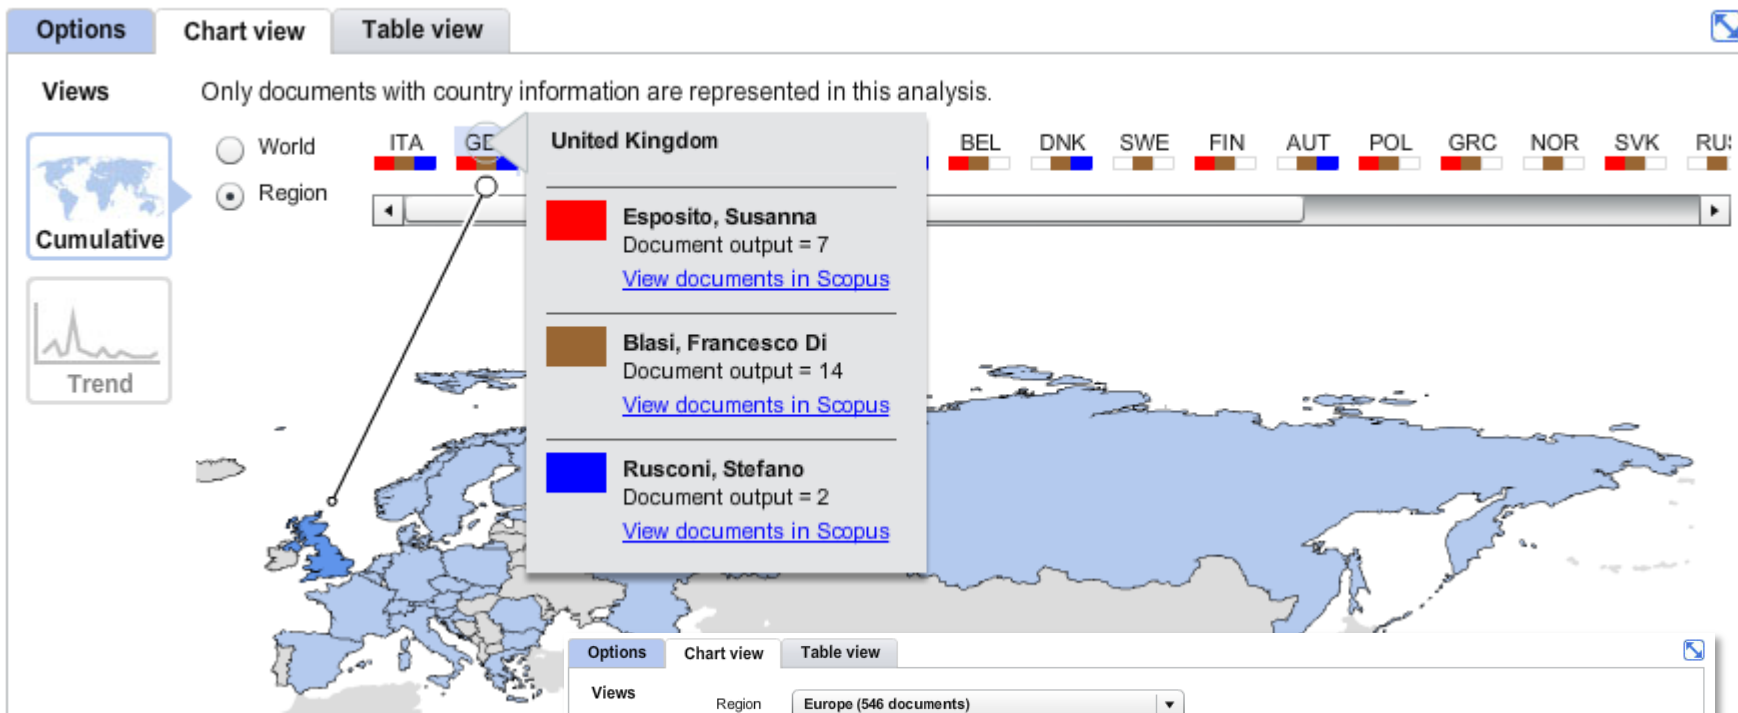 Options Chart view Table view
Views Only documents with country information are represented in this analysis.
World
Region
ITA BEL DNK SWE FIN AUT POL GRC NOR SVK
Cumulative
Trend
United Kingdom
Esposito, Susanna
Document output = 7
View documents in Scopus
Blasi, Francesco Di
Document output = 14
View documents in Scopus
Rusconi, Stefano
Document output = 2
View documents in Scopus
Options Chart view Table view
Views
Region Europe (546 documents)